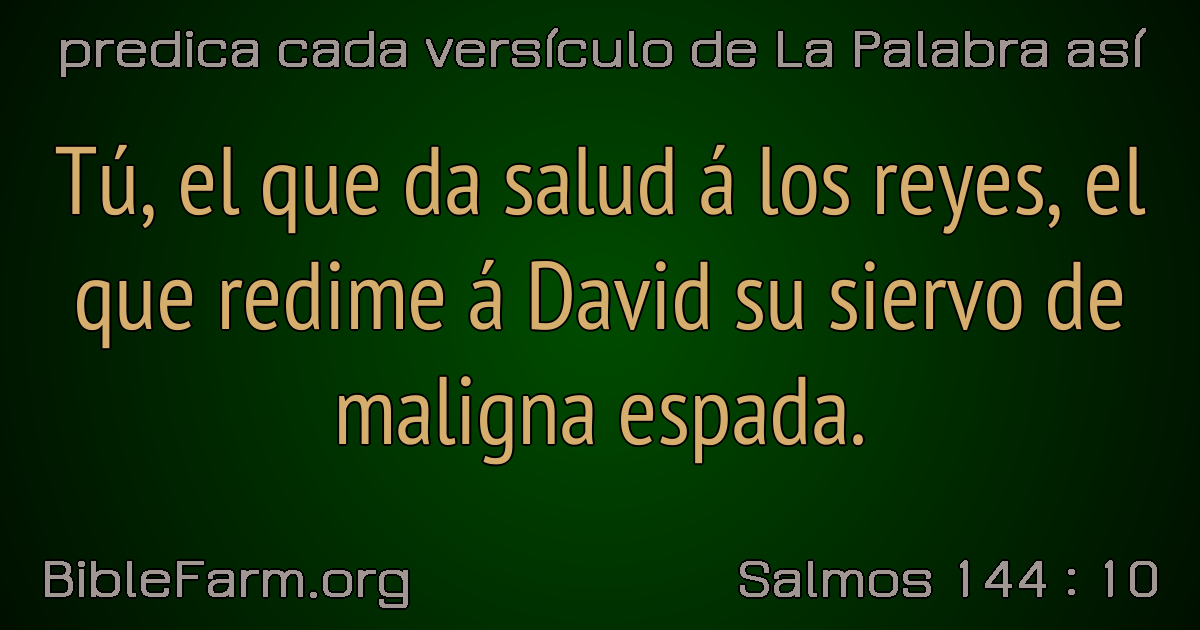 predica cada versículo de La Palabra así
Tú, el que da salud á los reyes, el
que redime á David su siervo de
maligna espada.
BibleFarm.org
Salmos 144 : 10